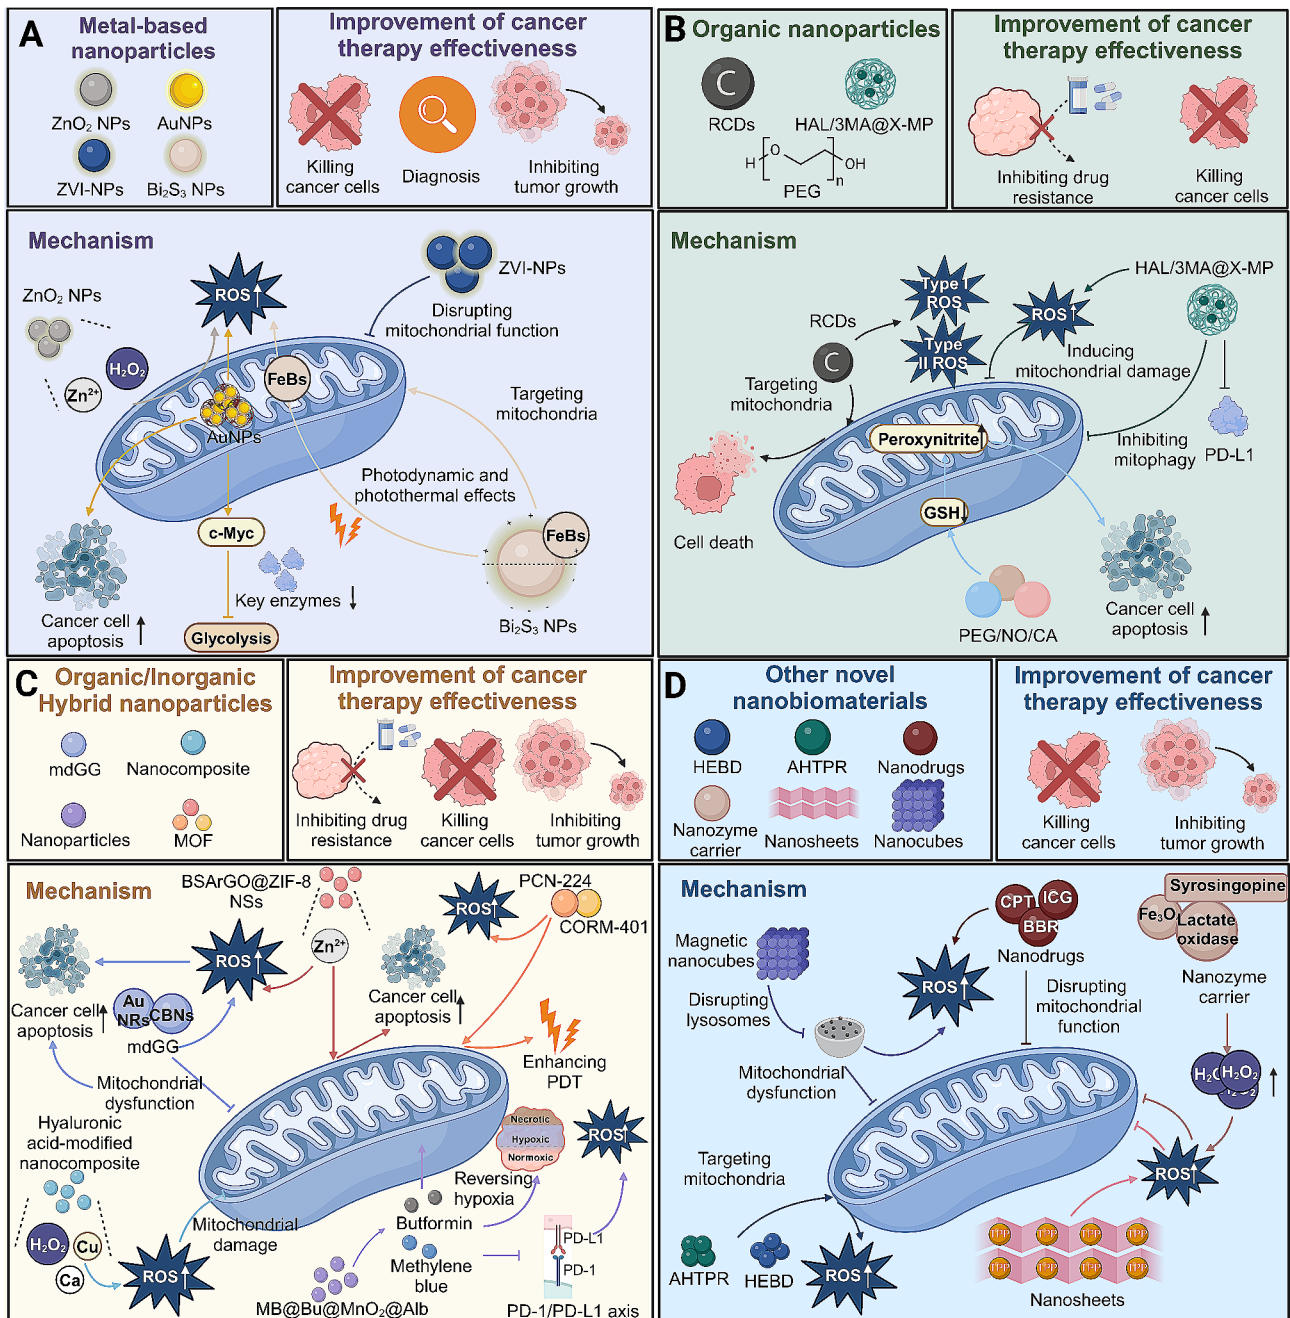 A
Metal-based
nanoparticles
ZnO₂ NPs
AuNPs
ZVI-NPs
Bi₂S₃ NPs
Improvement of cancer
therapy effectiveness
Killing
cancer cells
Diagnosis
Inhibiting
tumor growth
Mechanism
ZnO₂ NPs
Zn²⁺
H₂O₂
ROS↑
ZVI-NPs
Disrupting
mitochondrial function
FeBs
AuNPs
Targeting
mitochondria
Photodynamic and
photothermal effects
c-Myc
Key enzymes ↓
Glycolysis
Cancer cell
apoptosis ↑
FeBs
Bi₂S₃ NPs
B
Organic nanoparticles
C
RCDs
HAL/3MA@X-MP
H
O
OH
n
PEG
Improvement of cancer
therapy effectiveness
Inhibiting drug
resistance
Killing
cancer cells
Mechanism
RCDs
C
Type I
ROS
Type
II ROS
ROS↑
HAL/3MA@X-MP
Inducing
mitochondrial damage
Targeting
mitochondria
Peroxynitrite↑
Inhibiting
mitophagy
PD-L1
GSH↓
Cell death
PEG/NO/CA
Cancer cell
apoptosis ↑
C
Organic/Inorganic
Hybrid nanoparticles
mdGG
Nanocomposite
Nanoparticles
MOF
Improvement of cancer
therapy effectiveness
Inhibiting drug
resistance
Killing
cancer cells
Inhibiting
tumor growth
Mechanism
BSArGO@ZIF-8
NSs
Zn²⁺
ROS↑
Cancer cell
apoptosis ↑
Au
NRs
CBNs
mdGG
Cancer cell
apoptosis ↑
ROS↑
PCN-224
CORM-401
Enhancing
PDT
Mitochondrial
dysfunction
Hyaluronic
acid-modified
nanocomposite
H₂O₂
Cu
Ca
ROS↑
Mitochondrial
damage
Necrotic
Hypoxic
Normoxic
Reversing
hypoxia
ROS↑
Butformin
Methylene
blue
MB@Bu@MnO₂@Alb
PD-L1
PD-1
PD-1/PD-L1 axis
D
Other novel
nanobiomaterials
HEBD
AHTPR
Nanodrugs
Nanozyme
carrier
Nanosheets
Nanocubes
Improvement of cancer
therapy effectiveness
Killing
cancer cells
Inhibiting
tumor growth
Mechanism
Magnetic
nanocubes
Disrupting
lysosomes
ROS↑
CPT
ICG
BBR
Nanodrugs
Disrupting
mitochondrial
function
Syrosingopine
Fe₃O₄
Lactate
oxidase
Nanozyme
carrier
Mitochondrial
dysfunction
H₂O₂
H₂O₂
H₂O₂
↑
ROS↑
Targeting
mitochondria
AHTPR
HEBD
ROS↑
TPP TPP TPP TPP
TPP TPP TPP TPP
Nanosheets